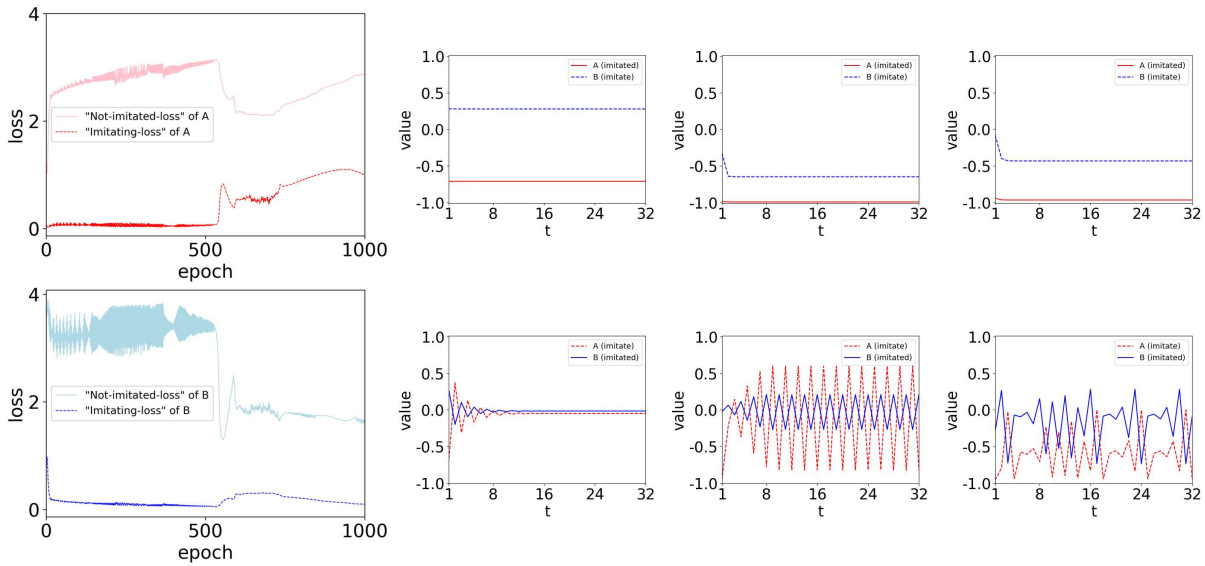 4
2
0
loss
"Not-imitated-loss" of A
"Imitating-loss" of A
0 500 1000
epoch
1.0
0.5
0.0
-0.5
-1.0
value
A (imitated)
B (imitate)
1 8 16 24 32
t
1.0
0.5
0.0
-0.5
-1.0
value
A (imitated)
B (imitate)
1 8 16 24 32
t
1.0
0.5
0.0
-0.5
-1.0
value
A (imitated)
B (imitate)
1 8 16 24 32
t
4
2
0
loss
"Not-imitated-loss" of B
"Imitating-loss" of B
0 500 1000
epoch
1.0
0.5
0.0
-0.5
-1.0
value
A (imitate)
B (imitated)
1 8 16 24 32
t
1.0
0.5
0.0
-0.5
-1.0
value
A (imitate)
B (imitated)
1 8 16 24 32
t
1.0
0.5
0.0
-0.5
-1.0
value
A (imitate)
B (imitated)
1 8 16 24 32
t